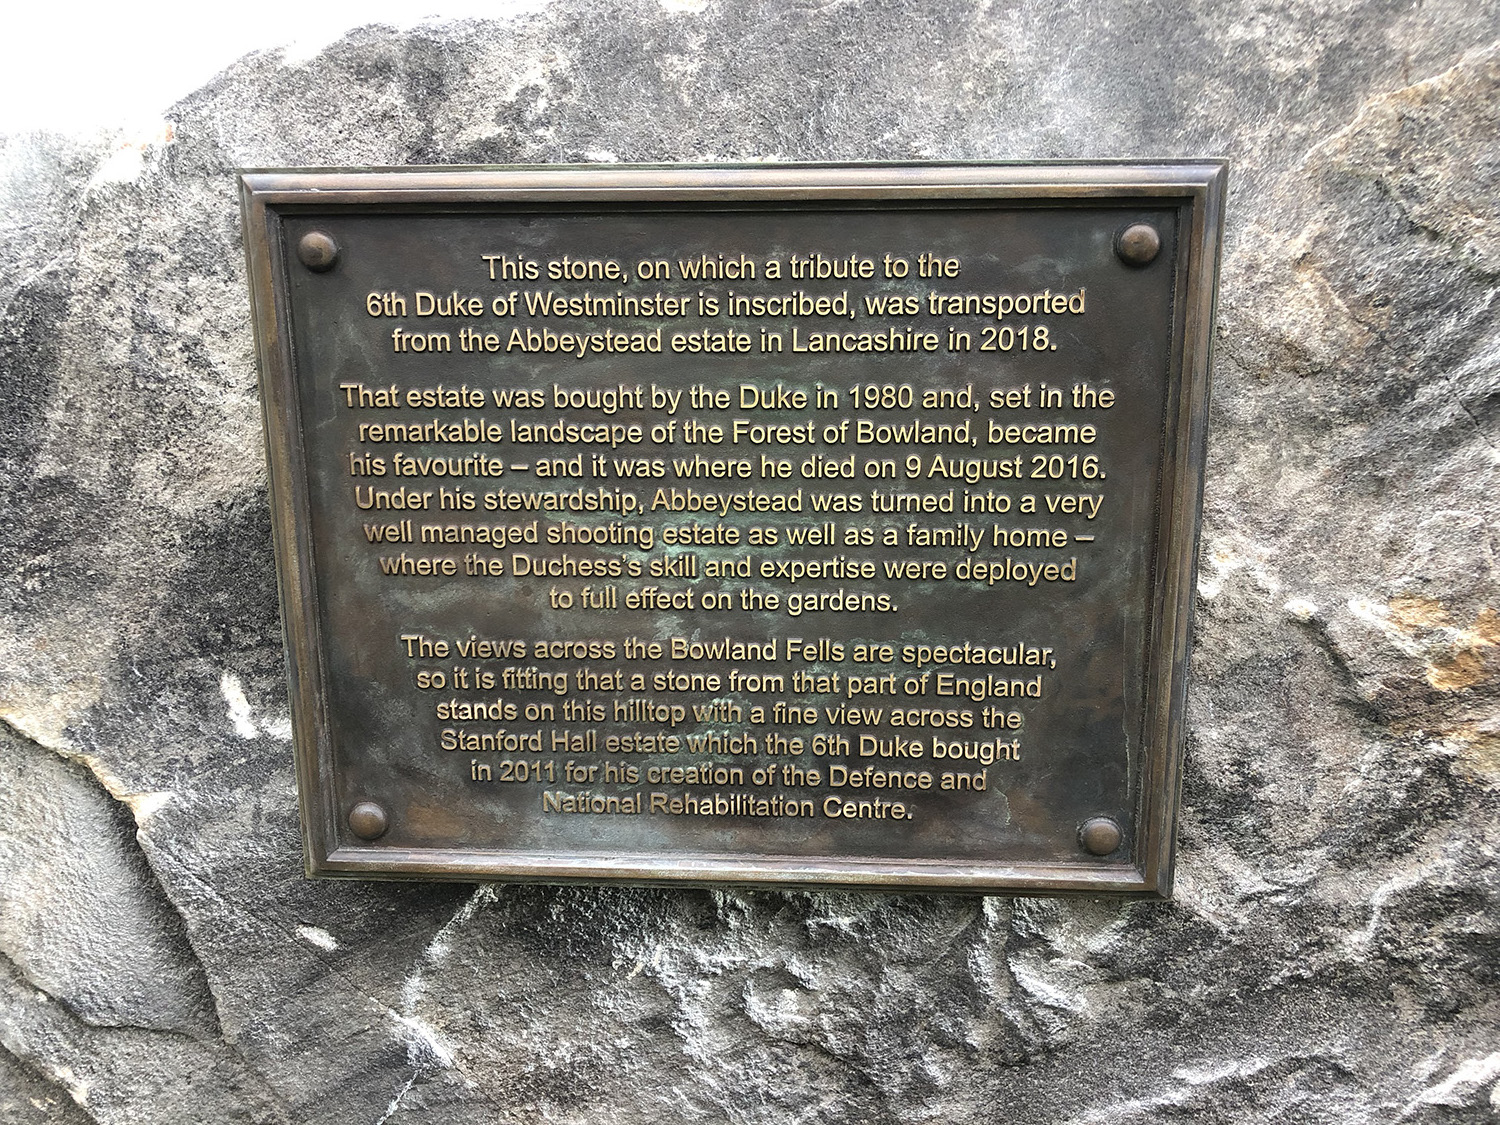 This stone, on which a tribute to the
6th Duke of Westminster is inscribed, was transported
from the Abbeystead estate in Lancashire in 2018.
That estate was bought by the Duke in 1980 and, set in the
remarkable landscape of the Forest of Bowland, became
his favourite – and it was where he died on 9 August 2016.
Under his stewardship, Abbeystead was turned into a very
well managed shooting estate as well as a family home –
where the Duchess's skill and expertise were deployed
to full effect on the gardens.
The views across the Bowland Fells are spectacular,
so it is fitting that a stone from that part of England
stands on this hilltop with a fine view across the
Stanford Hall estate which the 6th Duke bought
in 2011 for his creation of the Defence and
National Rehabilitation Centre.